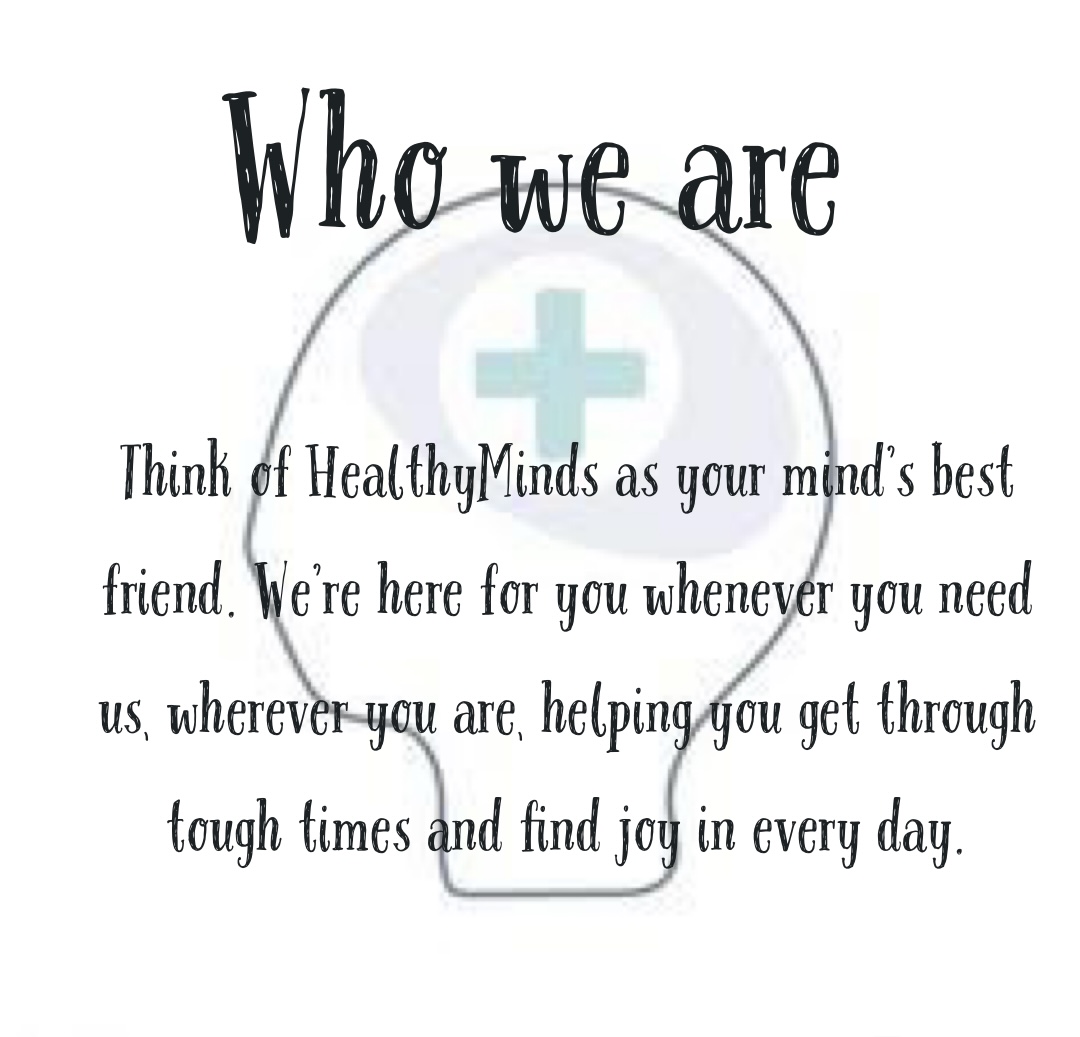 Who we are
Think of HealthyMinds as your mind's best
friend. We're here for you whenever you need
us, wherever you are, helping you get through
tough times and find joy in every day.